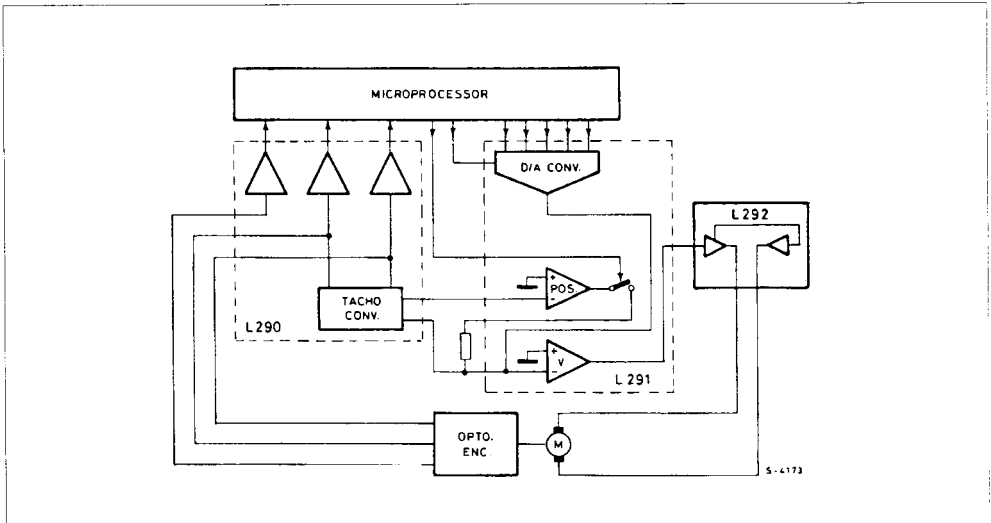 MICROPROCESSOR
D/A CONV.
L292
+
POS.
-
TACHO
CONV.
L290
+
V
-
L291
OPTO.
ENC.
M
S-4173